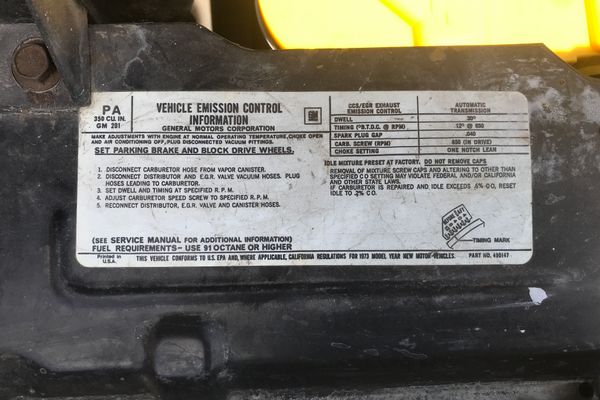 PA
350 CU. IN.
GM 201
VEHICLE EMISSION CONTROL
INFORMATION
GENERAL MOTORS CORPORATION
GM
MAKE ADJUSTMENTS WITH ENGINE AT NORMAL OPERATING TEMPERATURE, CHOKE OPEN
AND AIR CONDITIONING OFF, PLUG DISCONNECTED VACUUM FITTINGS.
SET PARKING BRAKE AND BLOCK DRIVE WHEELS.
1. DISCONNECT CARBURETOR HOSE FROM VAPOR CANISTER.
2. DISCONNECT DISTRIBUTOR AND E.G.R. VALVE VACUUM HOSES. PLUG
HOSES LEADING TO CARBURETOR.
3. SET DWELL AND TIMING AT SPECIFIED R. P. M.
4. ADJUST CARBURETOR SPEED SCREW TO SPECIFIED R. P. M.
5. RECONNECT DISTRIBUTOR, E.G.R. VALVE AND CANISTER HOSES.
(SEE SERVICE MANUAL FOR ADDITIONAL INFORMATION)
FUEL REQUIREMENTS - USE 91 OCTANE OR HIGHER
CCS/EGR EXHAUST
EMISSION CONTROL
AUTOMATIC
TRANSMISSION
DWELL 30°
TIMING (°B.T.D.C. @ RPM) 12° @ 650
SPARK PLUG GAP .040
CARB. SCREW (RPM) 650 (IN DRIVE)
CHOKE SETTING ONE NOTCH LEAN
IDLE MIXTURE PRESET AT FACTORY. DO NOT REMOVE CAPS
REMOVAL OF MIXTURE SCREW CAPS AND ALTERING TO OTHER THAN
SPECIFIED CO SETTING MAY VIOLATE FEDERAL AND/OR CALIFORNIA
AND OTHER STATE LAWS.
IF CARBURETOR IS REPAIRED AND IDLE EXCEEDS .5% CO, RESET
IDLE TO CO.
TIMING MARK
Printed in
U.S.A.
THIS VEHICLE CONFORMS TO U.S. EPA AND, WHERE APPLICABLE, CALIFORNIA REGULATIONS FOR 1973 MODEL YEAR NEW MOTOR-VEHICLES.
PART NO. 490147